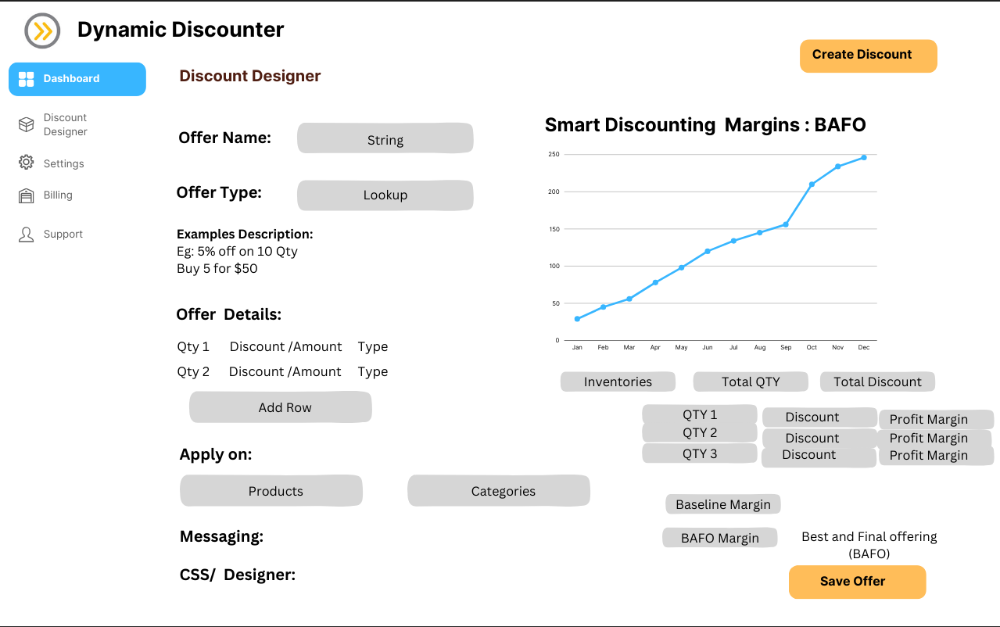 Dynamic Discounter
Create Discount
Dashboard
Discount
Designer
Settings
Billing
Support
Discount Designer
Offer Name:
String
Offer Type:
Lookup
Examples Description:
Eg: 5% off on 10 Qty
Buy 5 for $50
Offer Details:
Qty 1 Discount /Amount Type
Qty 2 Discount /Amount Type
Add Row
Apply on:
Products Categories
Messaging:
CSS/ Designer:
Smart Discounting Margins : BAFO
250
200
150
100
50
0
Jan Feb Mar Apr May Jun Jul Aug Sep Oct Nov Dec
Inventories Total QTY Total Discount
QTY 1 Discount Profit Margin
QTY 2 Discount Profit Margin
QTY 3 Discount Profit Margin
Baseline Margin
BAFO Margin
Best and Final offering
(BAFO)
Save Offer